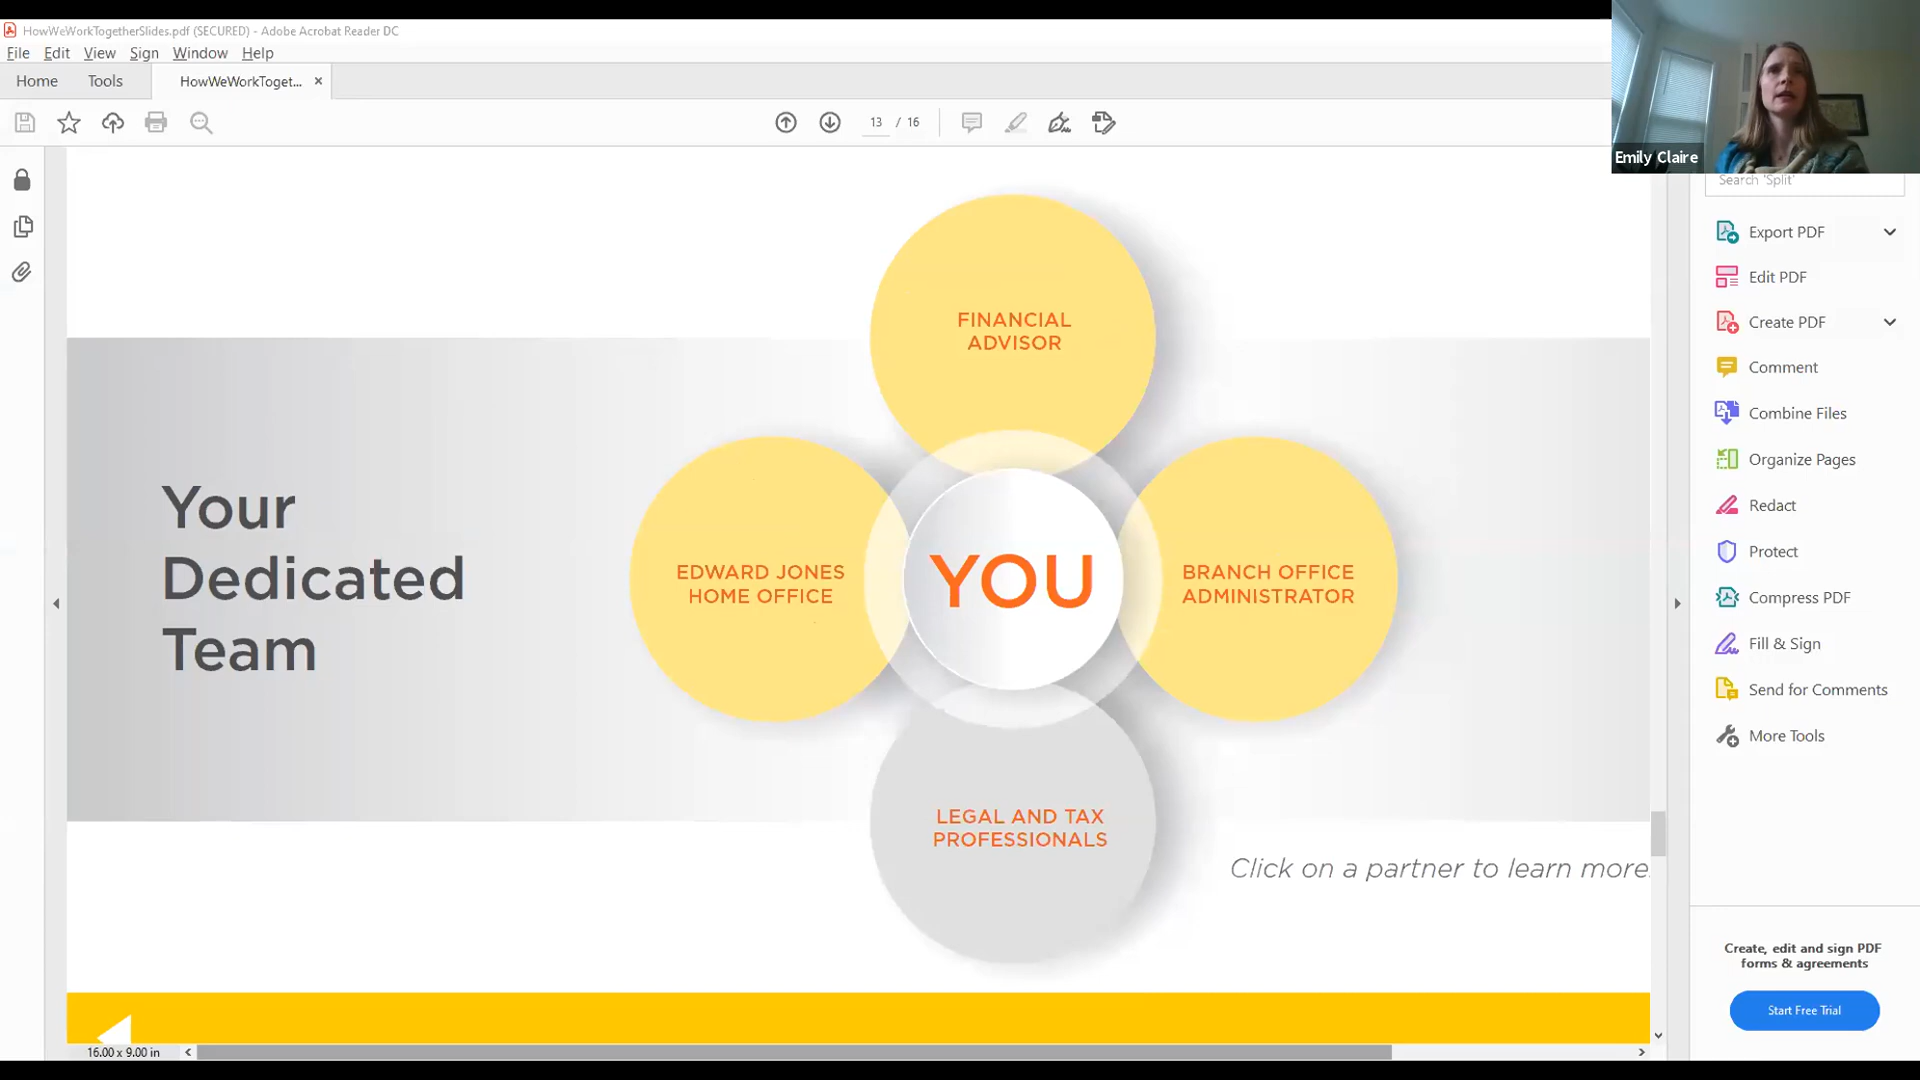 HowWeWorkTogetherSlides.pdf (SECURED) - Adobe Acrobat Reader DC
File Edit View Sign Window Help
Home Tools HowWeWorkToget... ×
13 / 16
Emily Claire
Search 'Split'
Export PDF
Edit PDF
Create PDF
Comment
Combine Files
Organize Pages
Redact
Protect
Compress PDF
Fill & Sign
Send for Comments
More Tools
Create, edit and sign PDF
forms & agreements
Start Free Trial
Your
Dedicated
Team
FINANCIAL
ADVISOR
EDWARD JONES
HOME OFFICE
YOU
BRANCH OFFICE
ADMINISTRATOR
LEGAL AND TAX
PROFESSIONALS
Click on a partner to learn more.
16.00 x 9.00 in